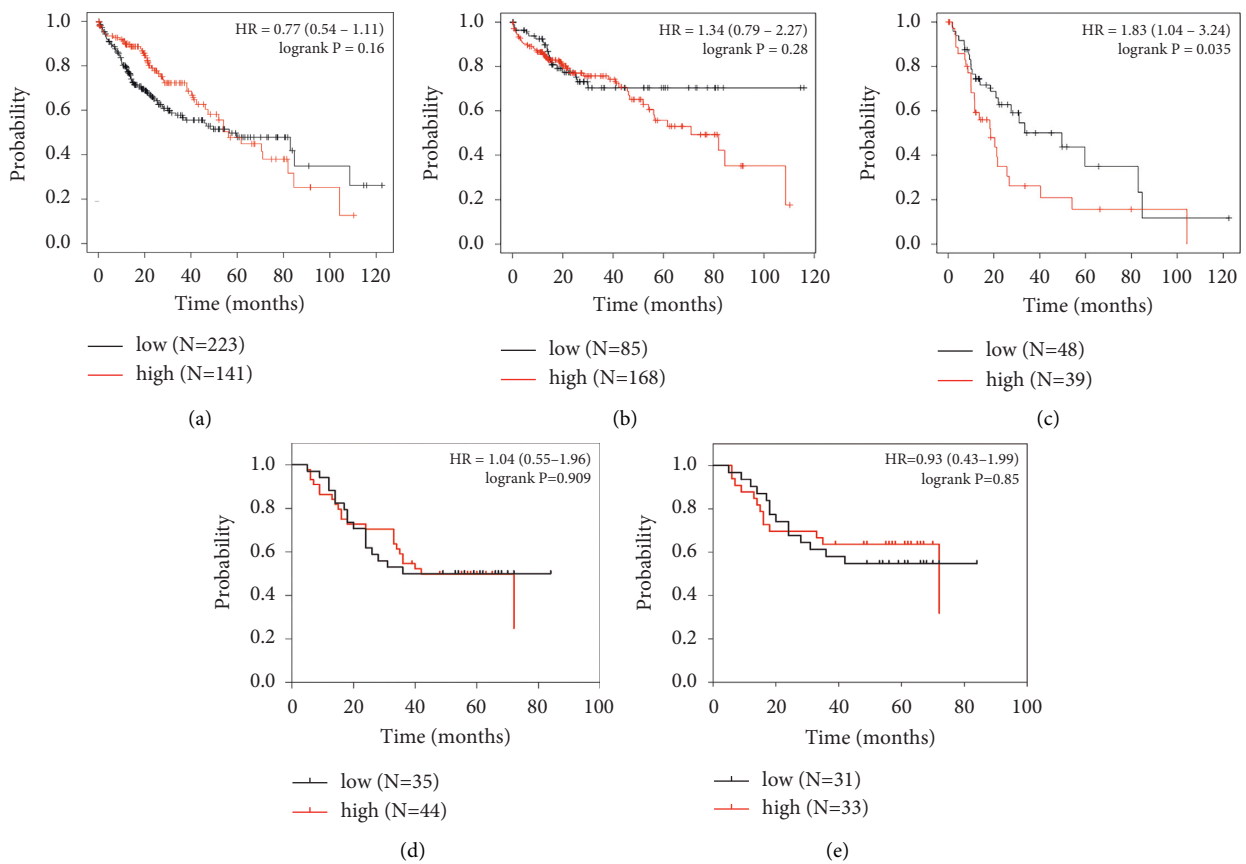 HR = 0.77 (0.54 – 1.11)
logrank P = 0.16
Probability
1.0
0.8
0.6
0.4
0.2
0.0
0 20 40 60 80 100 120
Time (months)
low (N=223)
high (N=141)
(a)
HR = 1.34 (0.79 – 2.27)
logrank P = 0.28
Probability
1.0
0.8
0.6
0.4
0.2
0.0
0 20 40 60 80 100 120
Time (months)
low (N=85)
high (N=168)
(b)
HR = 1.83 (1.04 – 3.24)
logrank P = 0.035
Probability
1.0
0.8
0.6
0.4
0.2
0.0
0 20 40 60 80 100 120
Time (months)
low (N=48)
high (N=39)
(c)
HR = 1.04 (0.55–1.96)
logrank P=0.909
Probability
1.0
0.8
0.6
0.4
0.2
0.0
0 20 40 60 80 100
Time (months)
low (N=35)
high (N=44)
(d)
HR=0.93 (0.43–1.99)
logrank P=0.85
Probability
1.0
0.8
0.6
0.4
0.2
0.0
0 20 40 60 80 100
Time (months)
low (N=31)
high (N=33)
(e)